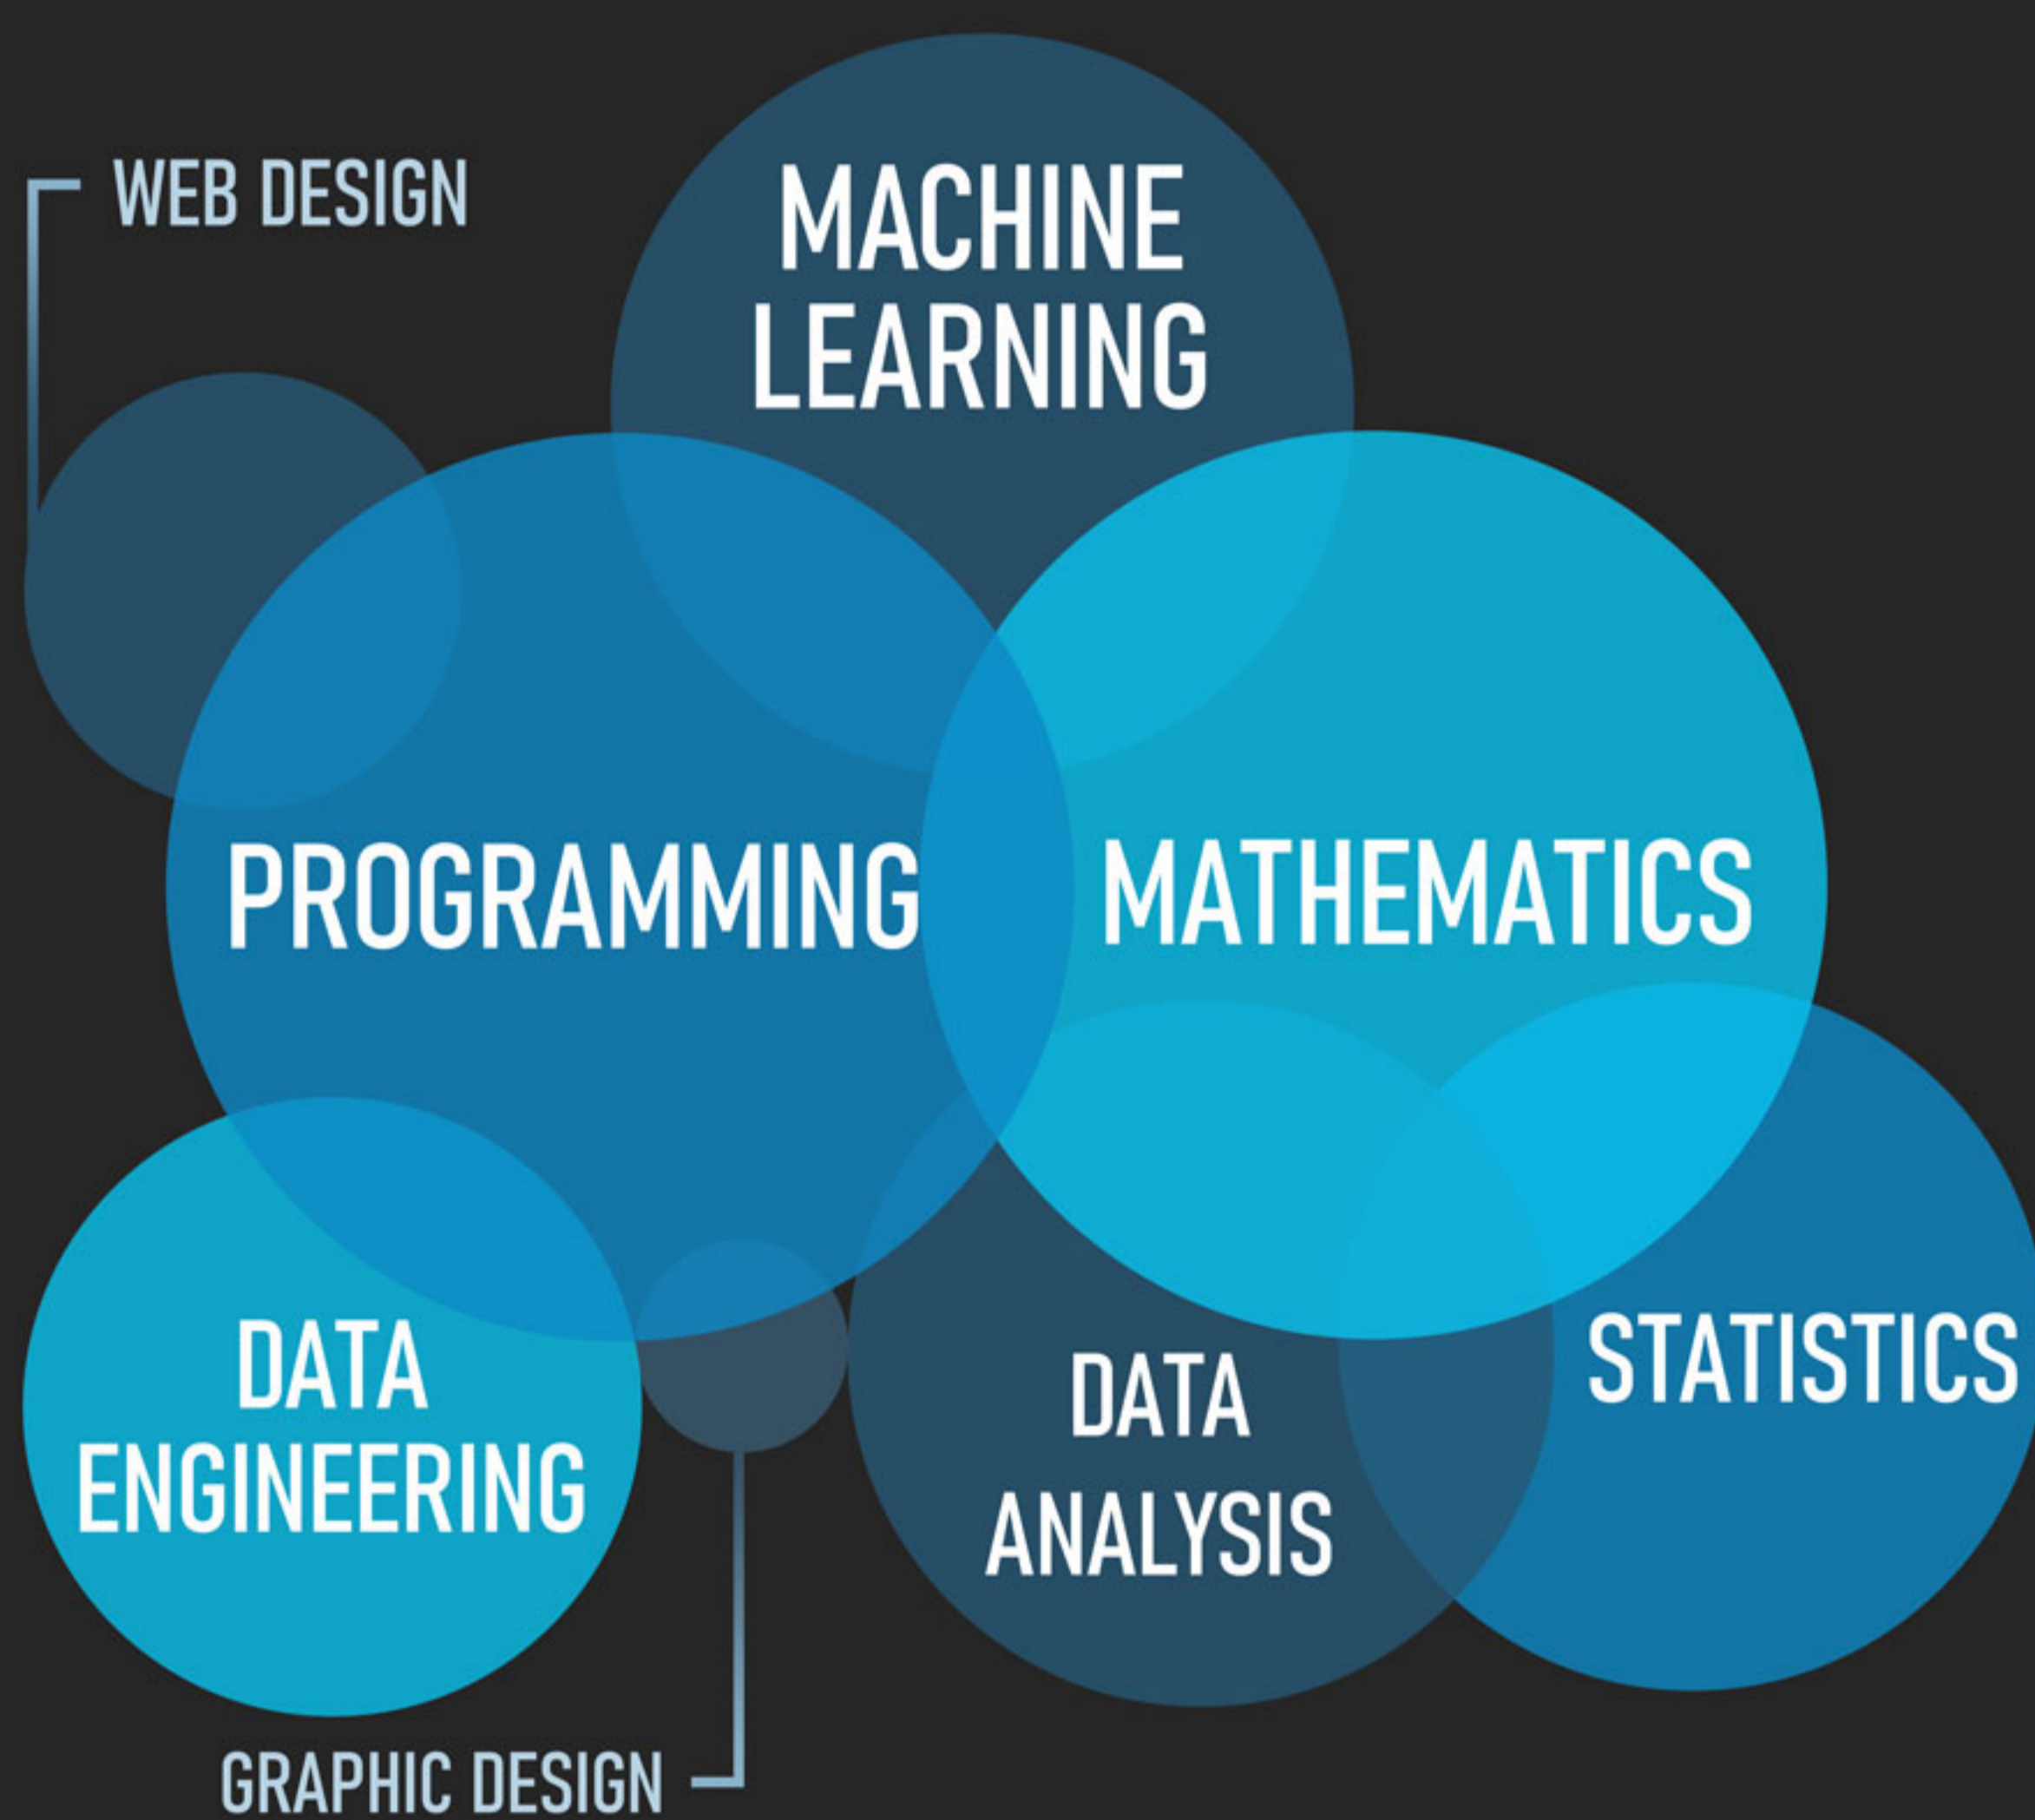 WEB DESIGN
MACHINE
LEARNING
PROGRAMMING
MATHEMATICS
DATA
ENGINEERING
DATA
ANALYSIS
STATISTICS
GRAPHIC DESIGN